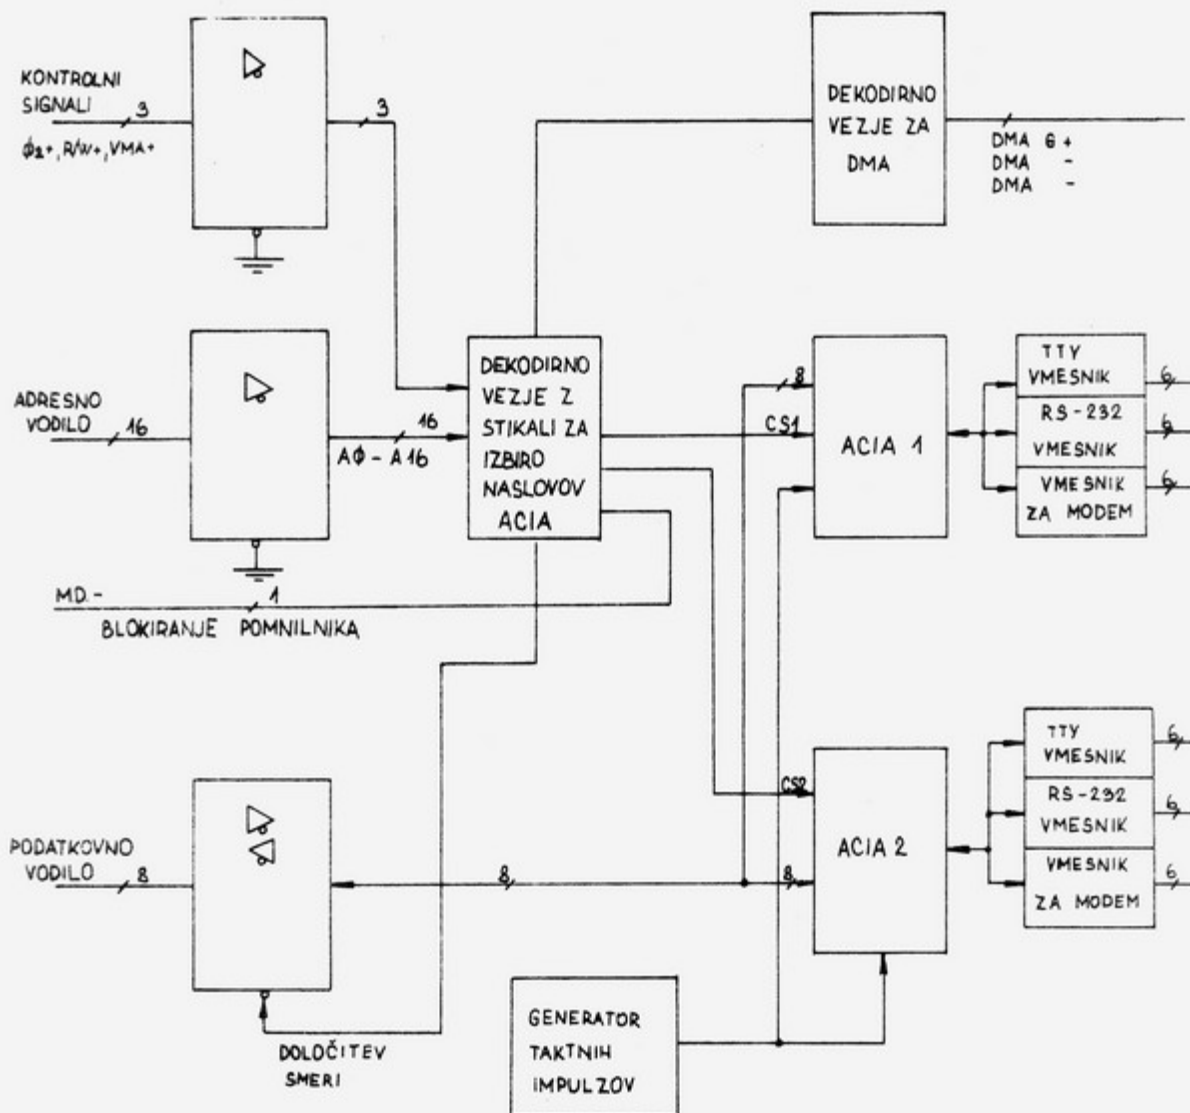 KONTROLNI
SIGNALI
3
3
Φ2+, R/W+, VMA+
DEKODIRNO
VEZJE ZA
DMA
DMA 6 +
DMA -
DMA -
ADRESNO
VODILO
16
16
AΦ - A16
DEKODIRNO
VEZJE Z
STIKALI ZA
IZBIRO
NASLOVOV
ACIA
8
CS1
ACIA 1
TTY
VMESNIK
6
RS-232
VMESNIK
6
VMESNIK
ZA MODEM
6
M.D.-
1
BLOKIRANJE POMNILNIKA
PODATKOVNO
VODILO
8
8
8
CS2
ACIA 2
TTY
VMESNIK
6
RS-232
VMESNIK
6
VMESNIK
ZA MODEM
6
DOLOČITEV
SMERI
GENERATOR
TAKTNIH
IMPULZOV